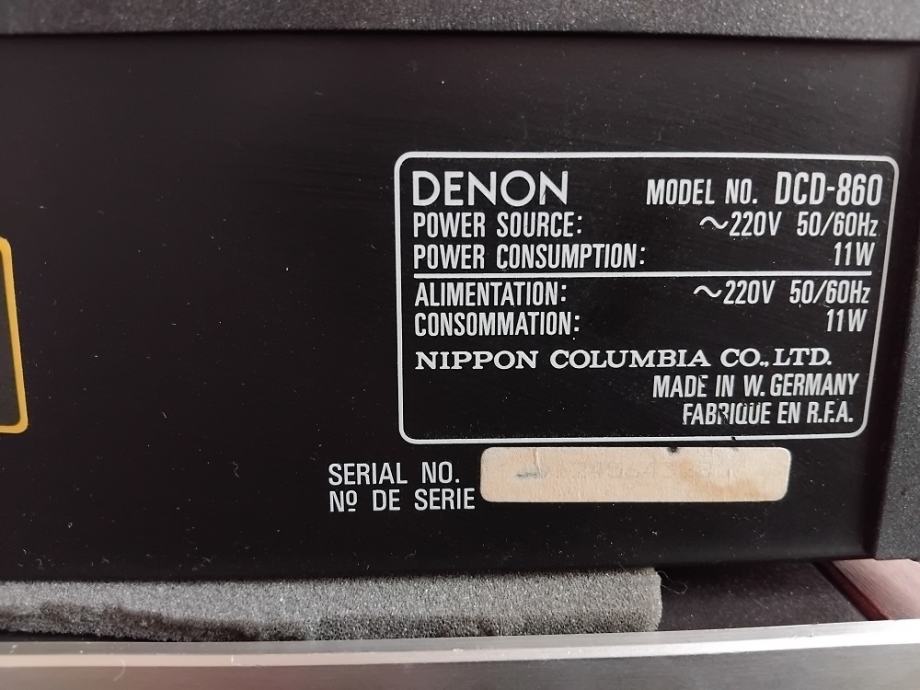 DENON MODEL NO. DCD-860
POWER SOURCE: ~220V 50/60Hz
POWER CONSUMPTION: 11W
ALIMENTATION: ~220V 50/60Hz
CONSOMMATION: 11W
NIPPON COLUMBIA CO.,LTD.
MADE IN W. GERMANY
FABRIQUE EN R.F.A.
SERIAL NO.
Nº DE SERIE